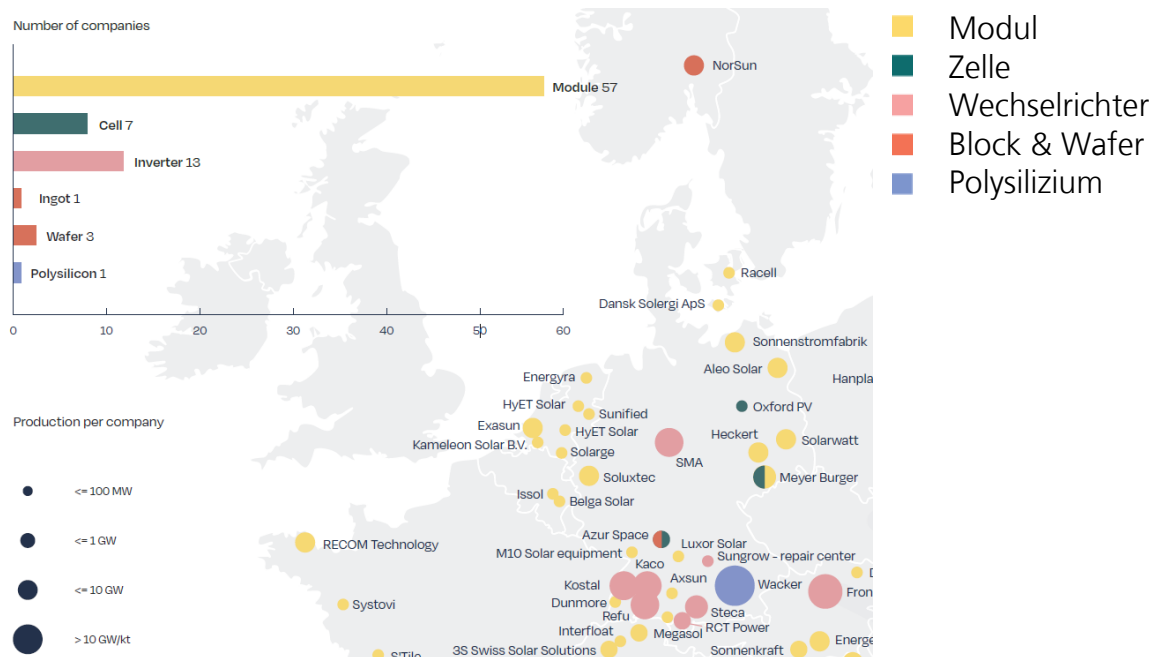 Number of companies
Module 57
Cell 7
Inverter 13
Ingot 1
Wafer 3
Polysilicon 1
0 10 20 30 40 50 60
Production per company
<= 100 MW
<= 1 GW
<= 10 GW
> 10 GW/kt
Modul
Zelle
Wechselrichter
Block & Wafer
Polysilizium
NorSun
Racell
Dansk Solergi ApS
Sonnenstromfabrik
Aleo Solar
Hanpla
Energyra
HyET Solar
Sunified
Oxford PV
Exasun
HyET Solar
Kameleon Solar B.V.
Solarge
SMA
Heckert
Solarwatt
Soluxtec
Meyer Burger
Issol
Belga Solar
Azur Space
Luxor Solar
RECOM Technology
M10 Solar equipment
Sungrow - repair center
Kaco
Axsun
Kostal
Wacker
D
Fron
Systovi
Dunmore
Refu
Steca
RCT Power
Interfloat
Megasol
3S Swiss Solar Solutions
Sonnenkraft
Energe
S'Tile